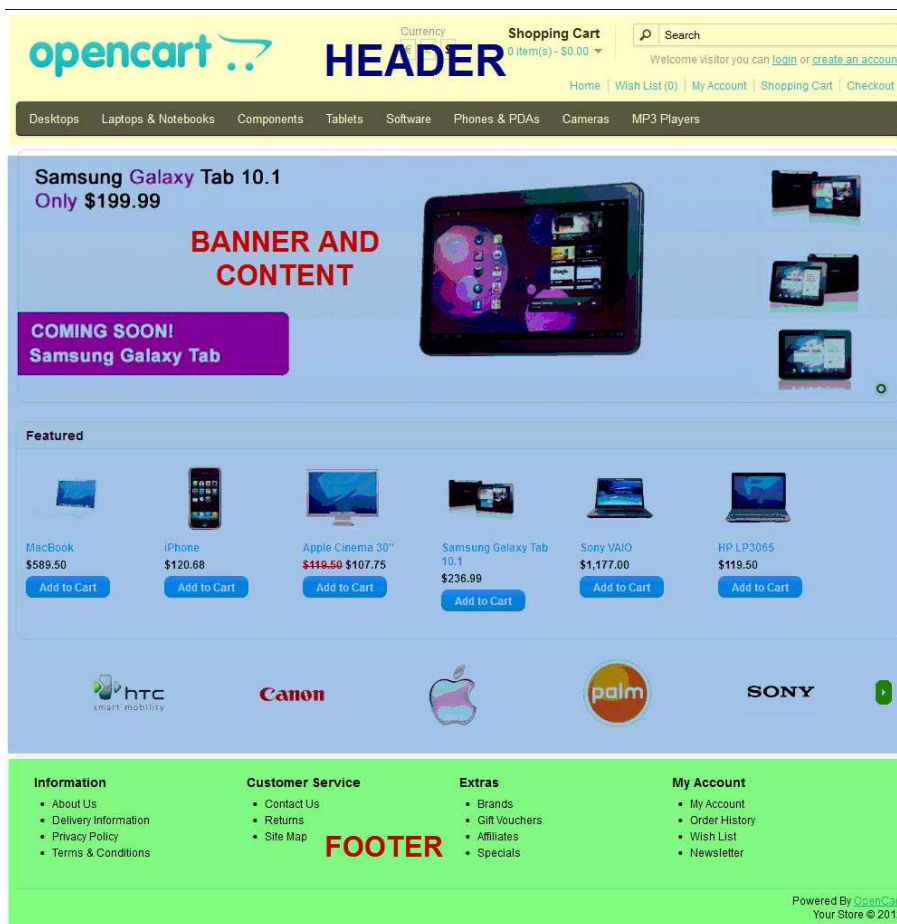 opencart
Currency
€ £ $
HEADER
Shopping Cart
0 item(s) - $0.00
Search
Welcome visitor you can login or create an accoun
Home Wish List (0) My Account Shopping Cart Checkout
Desktops Laptops & Notebooks Components Tablets Software Phones & PDAs Cameras MP3 Players
Samsung Galaxy Tab 10.1
Only $199.99
BANNER AND
CONTENT
COMING SOON!
Samsung Galaxy Tab
Featured
MacBook
$589.50
Add to Cart
iPhone
$120.68
Add to Cart
Apple Cinema 30"
$119.50 $107.75
Add to Cart
Samsung Galaxy Tab
10.1
$236.99
Add to Cart
Sony VAIO
$1,177.00
Add to Cart
HP LP3065
$119.50
Add to Cart
htc
smart mobility
Canon
palm
SONY
Information
About Us
Delivery Information
Privacy Policy
Terms & Conditions
Customer Service
Contact Us
Returns
Site Map
FOOTER
Extras
Brands
Gift Vouchers
Affiliates
Specials
My Account
My Account
Order History
Wish List
Newsletter
Powered By OpenCa
Your Store © 201